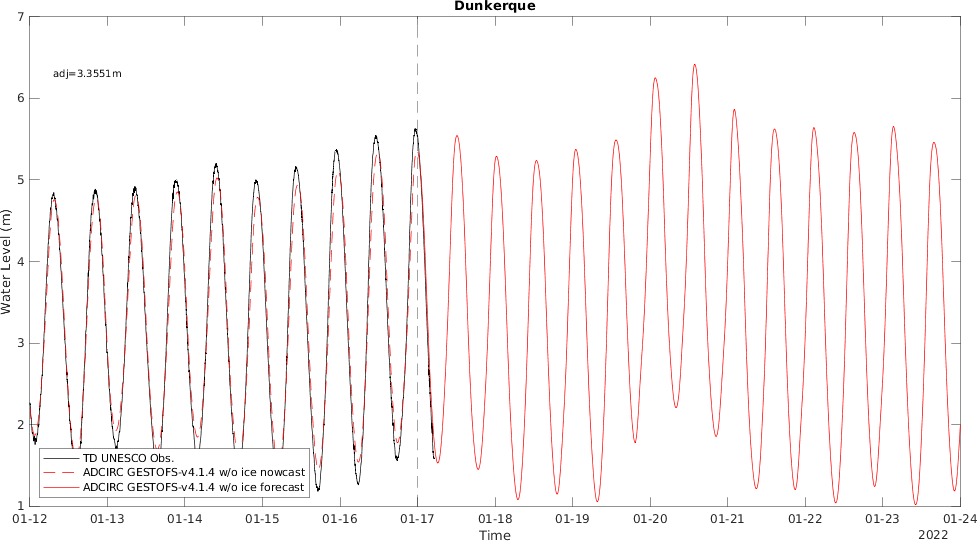 Dunkerque
7
adj=3.3551m
6
5
4
3
2
1
Water Level (m)
TD UNESCO Obs.
ADCIRC GESTOFS-v4.1.4 w/o ice nowcast
ADCIRC GESTOFS-v4.1.4 w/o ice forecast
01-12 01-13 01-14 01-15 01-16 01-17 01-18 01-19 01-20 01-21 01-22 01-23 01-24
Time
2022